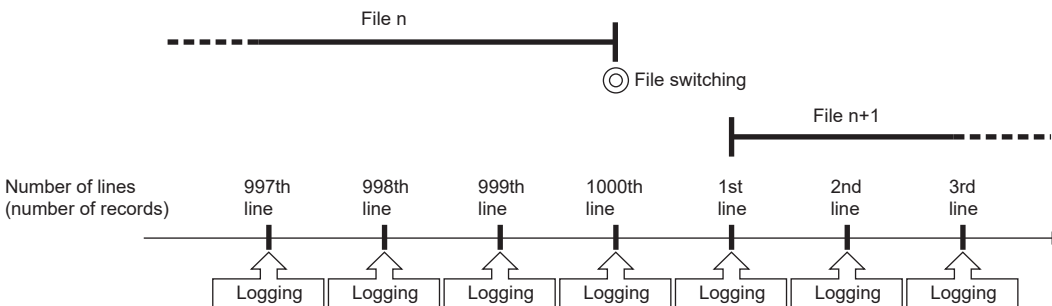 File n
File switching
File n+1
Number of lines
(number of records)
997th
line
998th
line
999th
line
1000th
line
1st
line
2nd
line
3rd
line
Logging
Logging
Logging
Logging
Logging
Logging
Logging